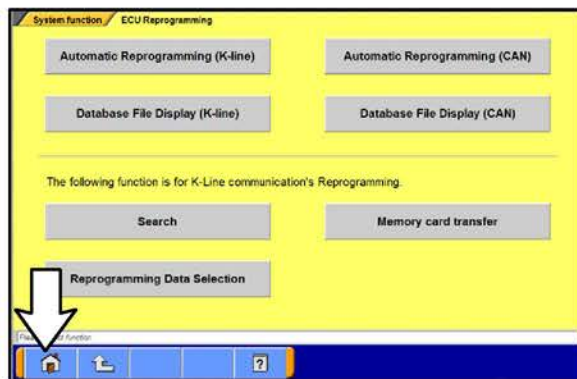 System function ECU Reprogramming
Automatic Reprogramming (K-line) Automatic Reprogramming (CAN)
Database File Display (K-line) Database File Display (CAN)
The following function is for K-Line communication's Reprogramming.
Search Memory card transfer
Reprogramming Data Selection
function
?